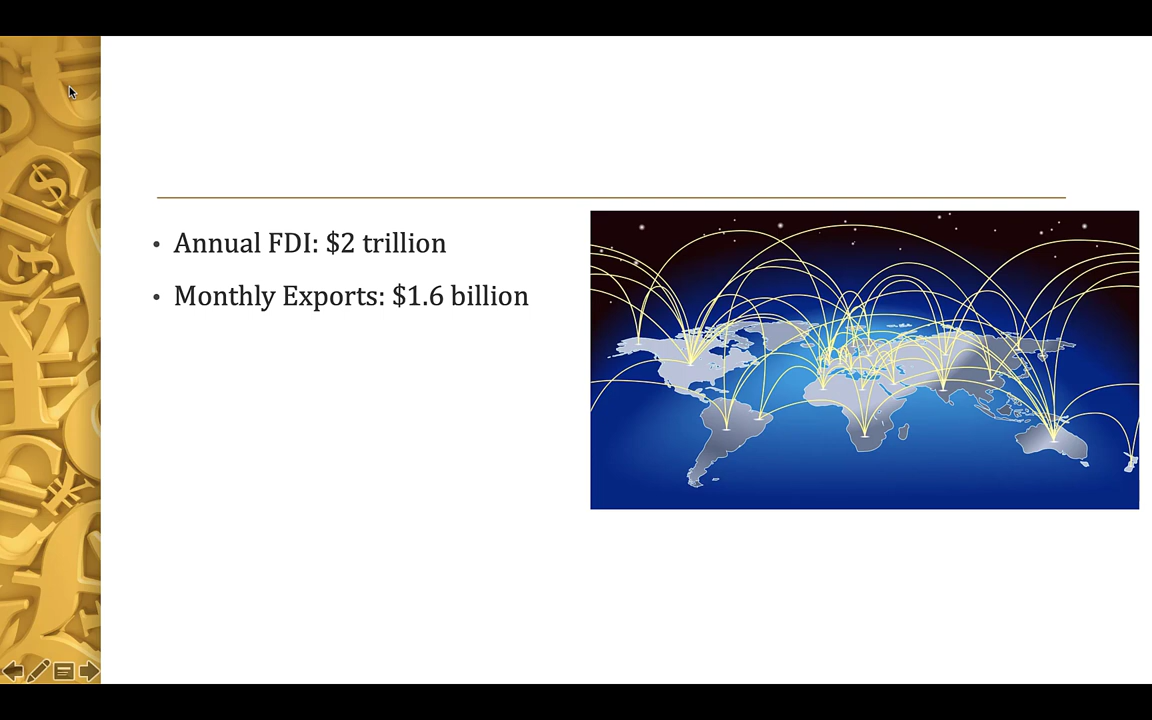 • Annual FDI: $2 trillion
• Monthly Exports: $1.6 billion